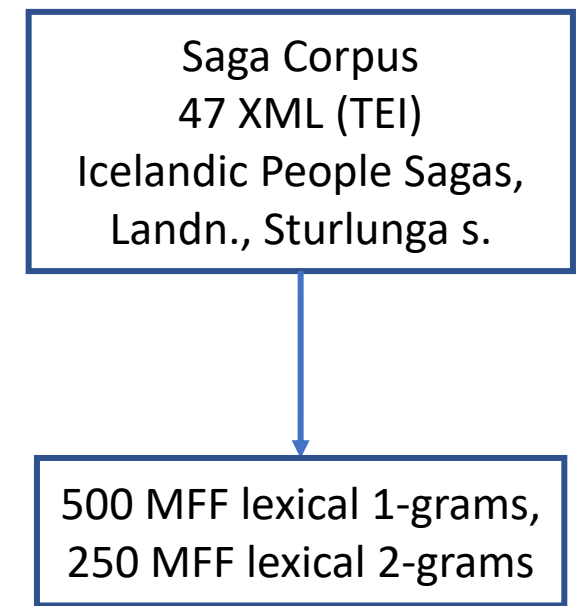 Saga Corpus
47 XML (TEI)
Icelandic People Sagas,
Landn., Sturlunga s.
500 MFF lexical 1-grams,
250 MFF lexical 2-grams